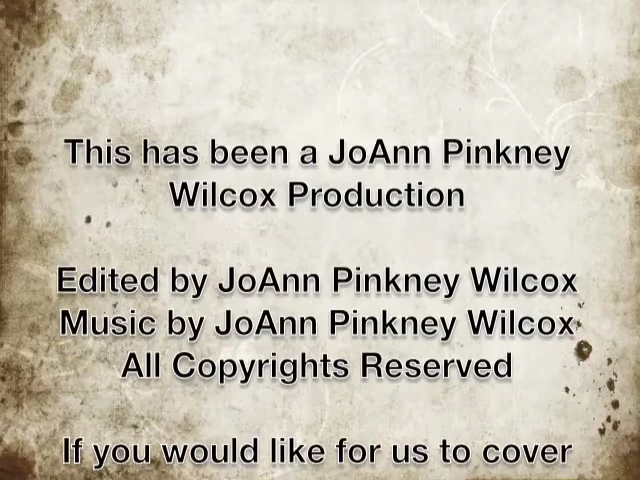 This has been a JoAnn Pinkney
Wilcox Production
Edited by JoAnn Pinkney Wilcox
Music by JoAnn Pinkney Wilcox
All Copyrights Reserved
If you would like for us to cover